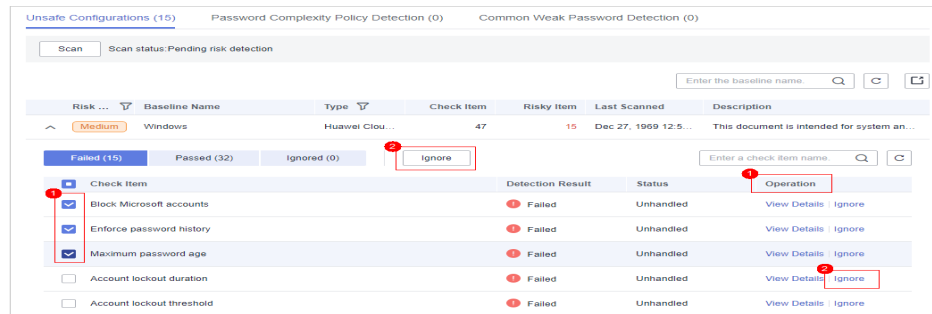 Unsafe Configurations (15) Password Complexity Policy Detection (0) Common Weak Password Detection (0)
Scan Scan status:Pending risk detection
Enter the baseline name.
Risk ... Baseline Name Type Check Item Risky Item Last Scanned Description
Medium Windows Huawei Clou... 47 15 Dec 27, 1969 12:5... This document is intended for system an...
2
Failed (15) Passed (32) Ignored (0) Ignore Enter a check item name.
1
Check Item Detection Result Status Operation
1
Block Microsoft accounts Failed Unhandled View Details Ignore
Enforce password history Failed Unhandled View Details Ignore
Maximum password age Failed Unhandled View Details Ignore
2
Account lockout duration Failed Unhandled View Details Ignore
Account lockout threshold Failed Unhandled View Details Ignore